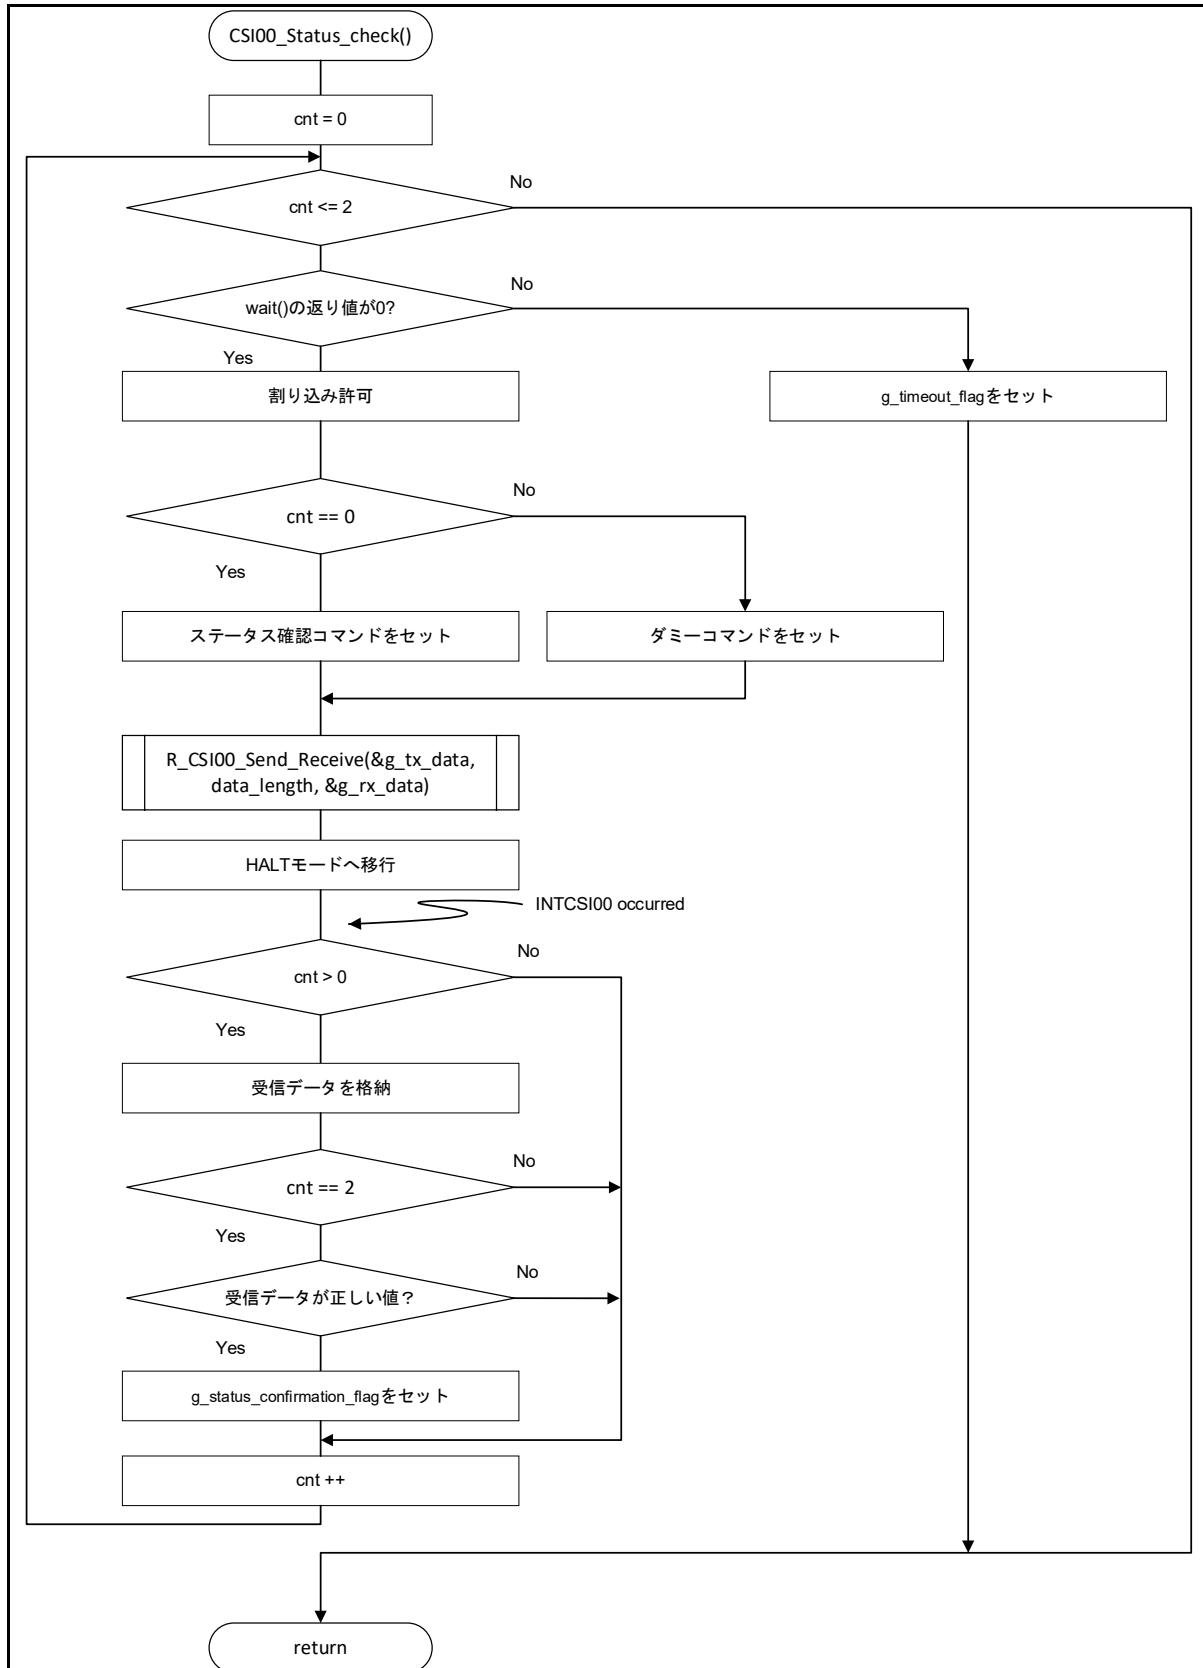 CSI00_Status_check()
cnt = 0
No
cnt <= 2
No
wait()の返り値が0?
Yes
割り込み許可
g_timeout_flagをセット
No
cnt == 0
Yes
ステータス確認コマンドをセット
ダミーコマンドをセット
R_CSI00_Send_Receive(&g_tx_data,
data_length, &g_rx_data)
HALTモードへ移行
INTCSI00 occurred
No
cnt > 0
Yes
受信データを格納
No
cnt == 2
Yes
No
受信データが正しい値？
Yes
g_status_confirmation_flagをセット
cnt ++
return